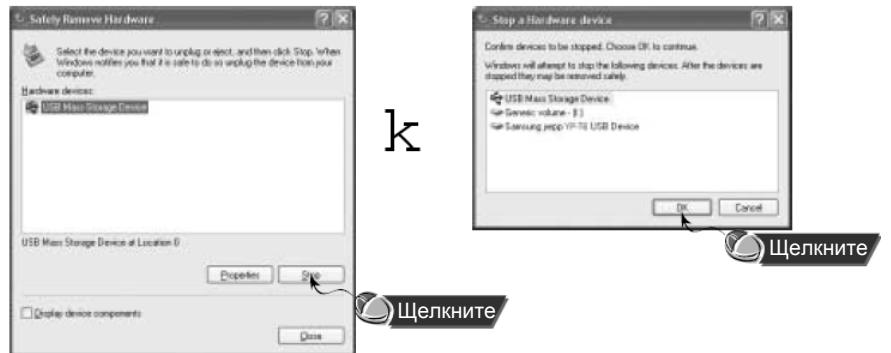 Safely Remove Hardware
Select the device you want to unplug or eject, and then click Stop. When
Windows notifies you that it is safe to do so unplug the device from your
computer.
Hardware devices:
USB Mass Storage Device
USB Mass Storage Device at Location 0
Properties Stop
Щелкните
Display device components
Close
k
Stop a Hardware device
Confirm devices to be stopped. Choose OK to continue.
Windows will attempt to stop the following devices. After the devices are
stopped they may be removed safely.
USB Mass Storage Device
Generic volume -
Samsung yepp USB Device
OK Cancel
Щелкните